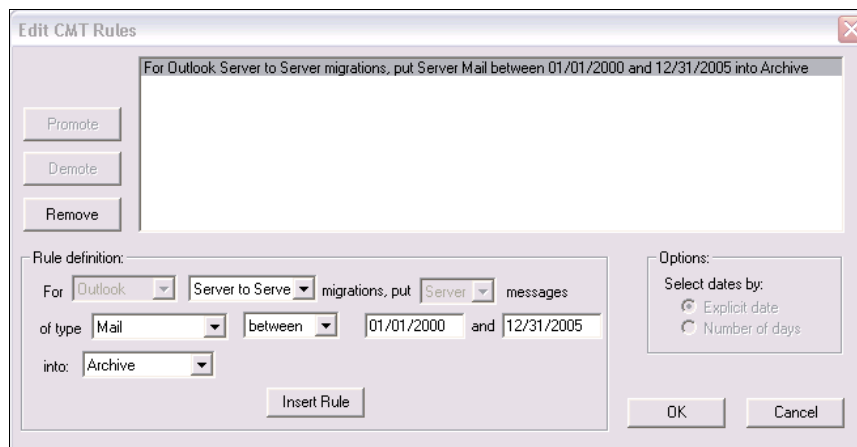 Edit CMT Rules
For Outlook Server to Server migrations, put Server Mail between 01/01/2000 and 12/31/2005 into Archive
Promote
Demote
Remove
Rule definition:
For Outlook Server to Serve migrations, put Server messages
of type Mail between 01/01/2000 and 12/31/2005
into: Archive
Insert Rule
Options:
Select dates by:
Explicit date
Number of days
OK Cancel